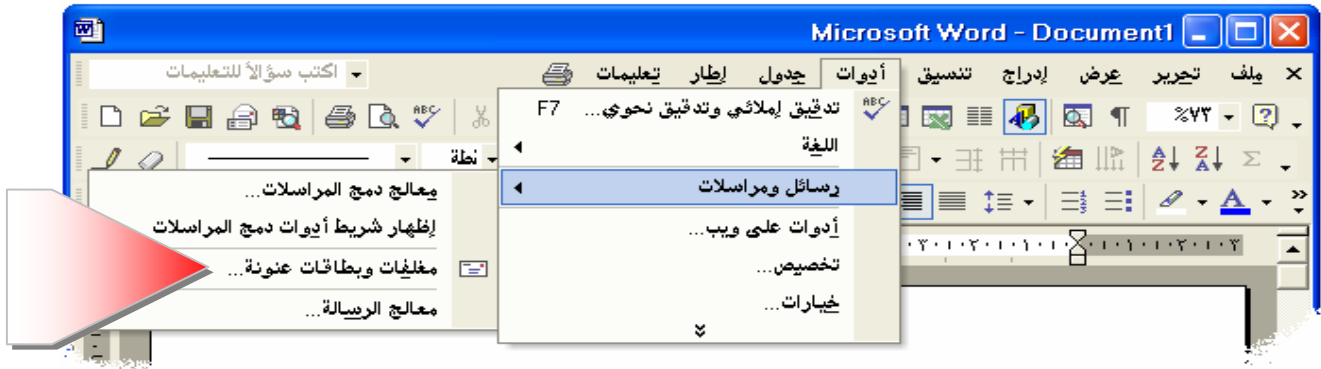 Microsoft Word - Document1
ملف تحرير عرض إدراج تنسيق أدوات جدول إطار تعليمات اكتب سؤالاً للتعليمات
٧٣%
تدقيق إملائي وتدقيق نحوي... F7
اللغة
رسائل ومراسلات
أدوات على ويب...
تخصيص...
خيارات...
نطة
معالج دمج المراسلات...
إظهار شريط أدوات دمج المراسلات
مغلفات وبطاقات عنونة...
معالج الرسالة...